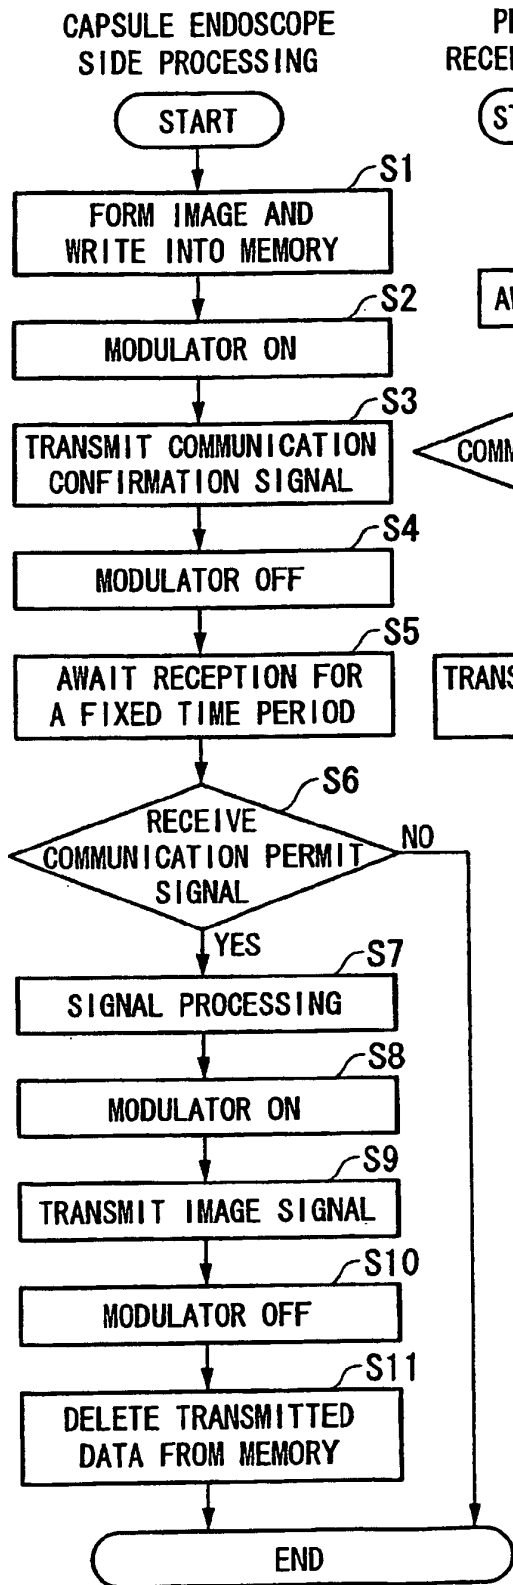 CAPSULE ENDOSCOPE
SIDE PROCESSING
START
S1
FORM IMAGE AND
WRITE INTO MEMORY
S2
MODULATOR ON
S3
TRANSMIT COMMUNICATION
CONFIRMATION SIGNAL
S4
MODULATOR OFF
S5
AWAIT RECEPTION FOR
A FIXED TIME PERIOD
S6
RECEIVE
COMMUNICATION PERMIT
SIGNAL
NO
YES
S7
SIGNAL PROCESSING
S8
MODULATOR ON
S9
TRANSMIT IMAGE SIGNAL
S10
MODULATOR OFF
S11
DELETE TRANSMITTED
DATA FROM MEMORY
END